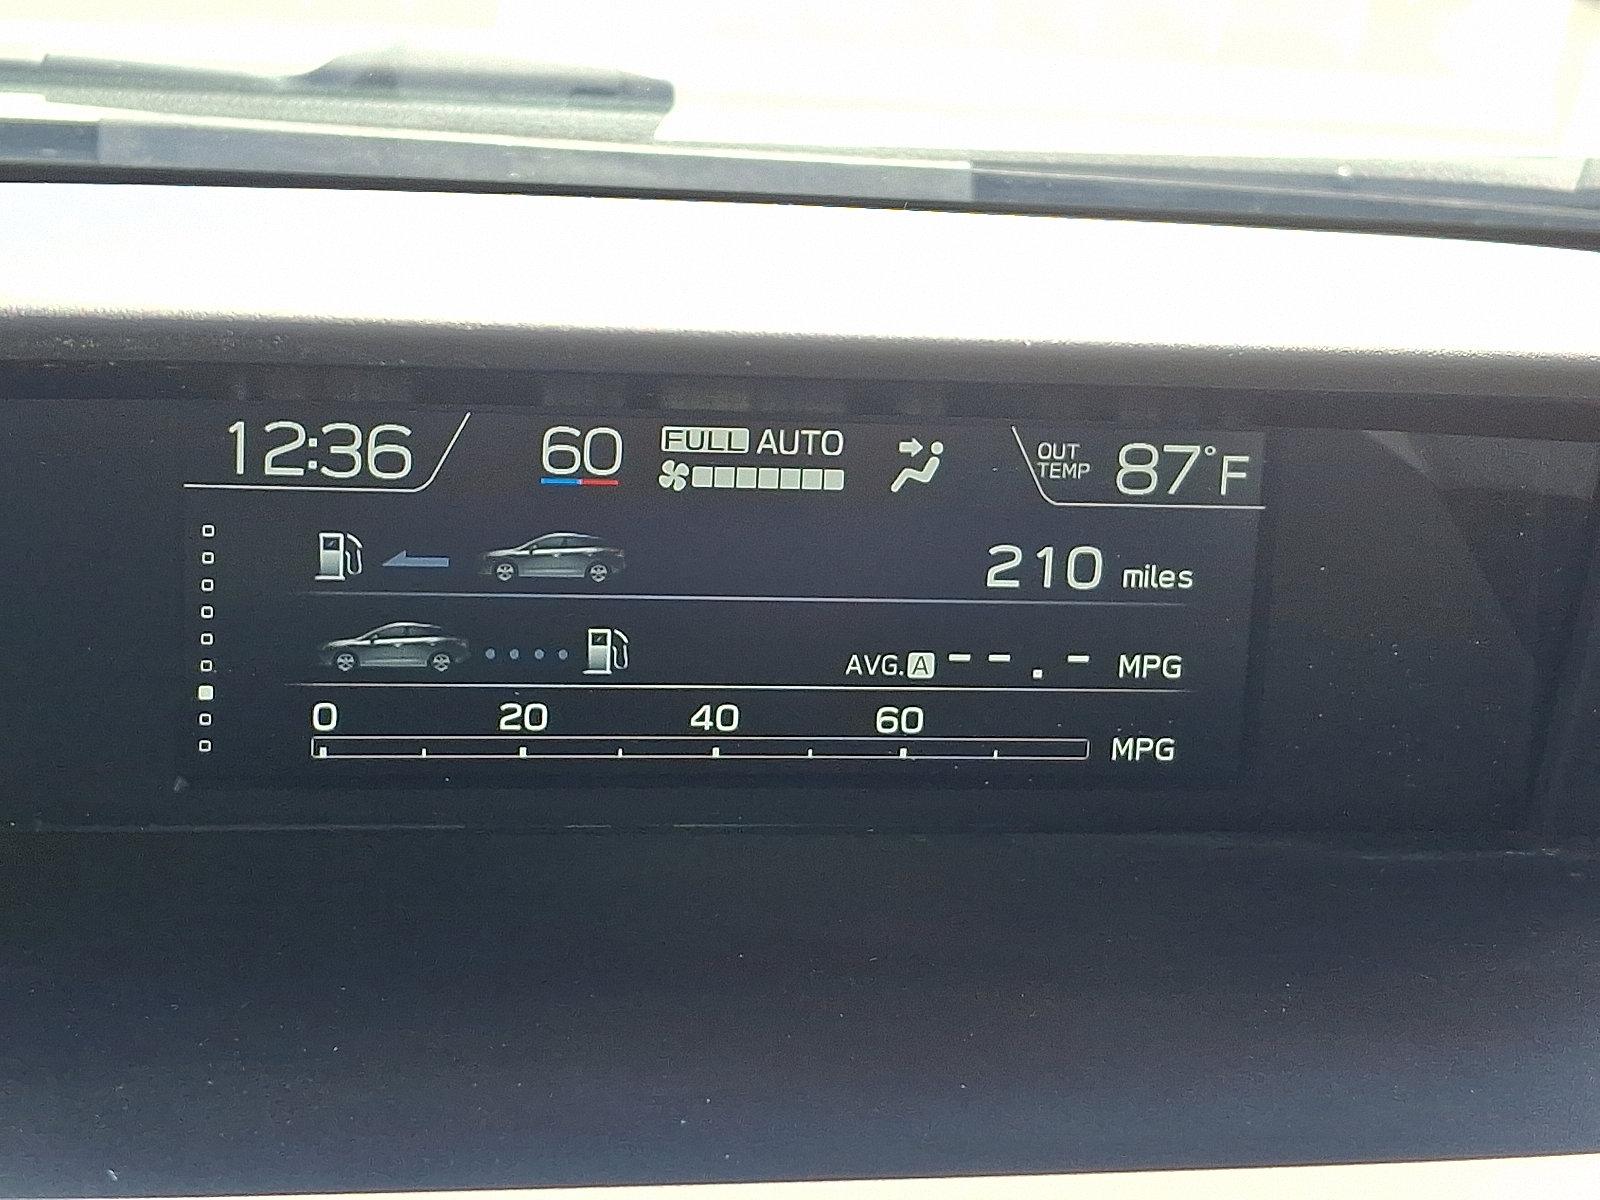 12:36 60 FULL AUTO OUT TEMP 87°F
210 miles
AVG.A --.- MPG
0 20 40 60
MPG